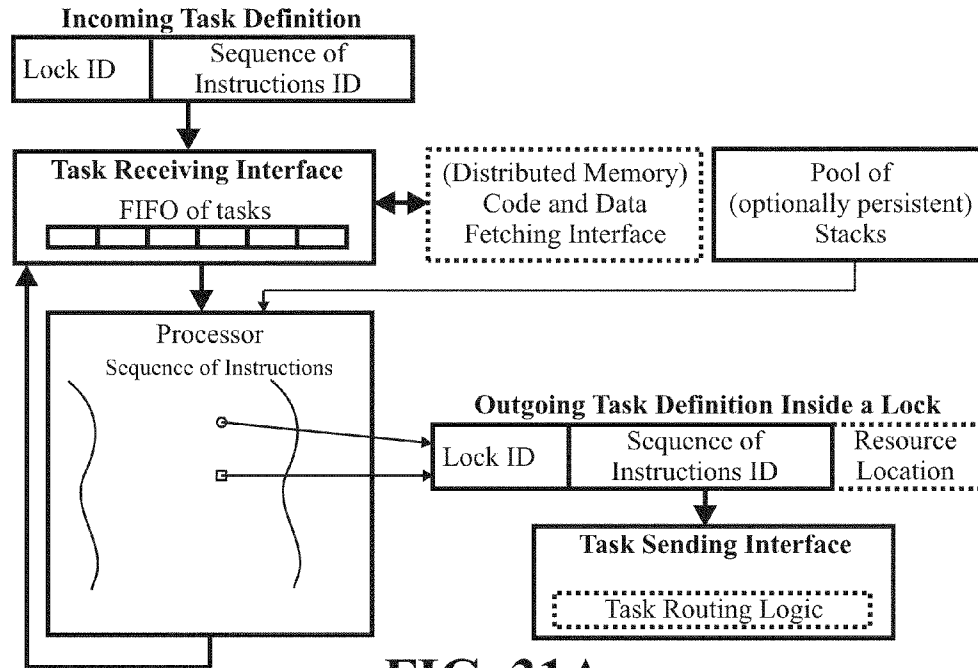 Incoming Task Definition
Lock ID
Sequence of
Instructions ID
Task Receiving Interface
FIFO of tasks
(Distributed Memory)
Code and Data
Fetching Interface
Pool of
(optionally persistent)
Stacks
Processor
Sequence of Instructions
Outgoing Task Definition Inside a Lock
Lock ID
Sequence of
Instructions ID
Resource
Location
Task Sending Interface
Task Routing Logic
FIG. 31A